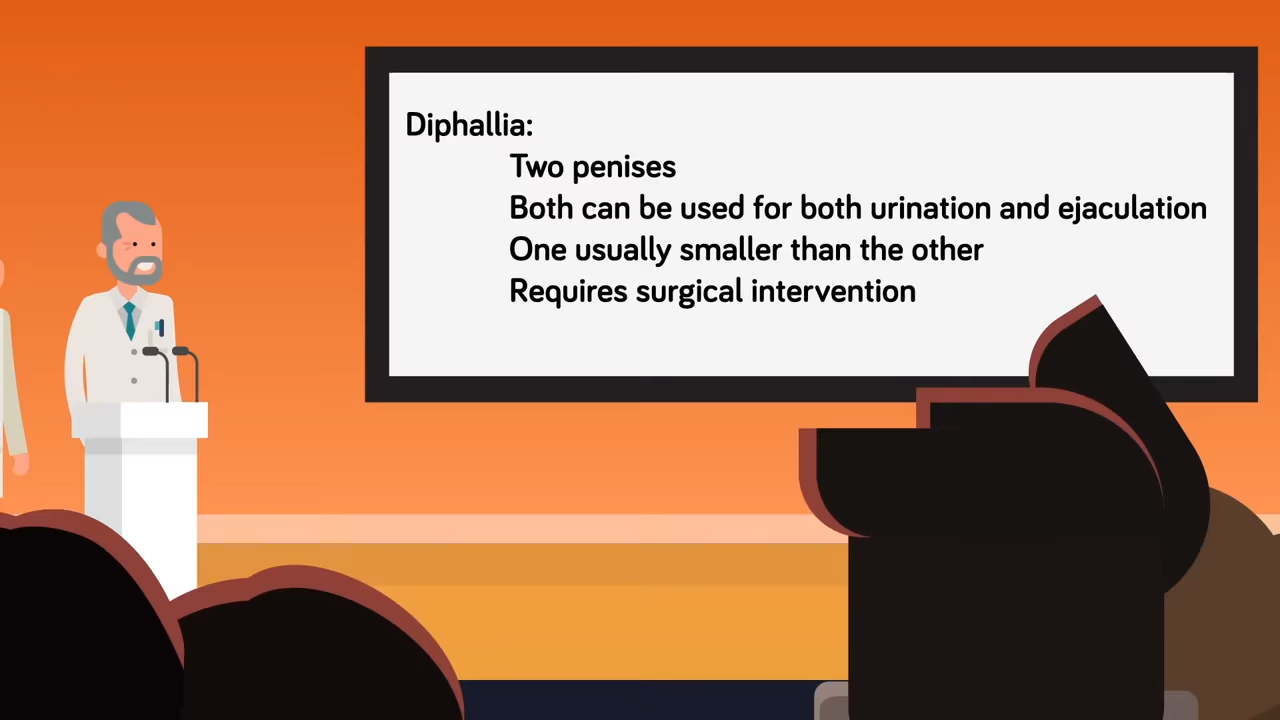 Diphallia:
Two penises
Both can be used for both urination and ejaculation
One usually smaller than the other
Requires surgical intervention